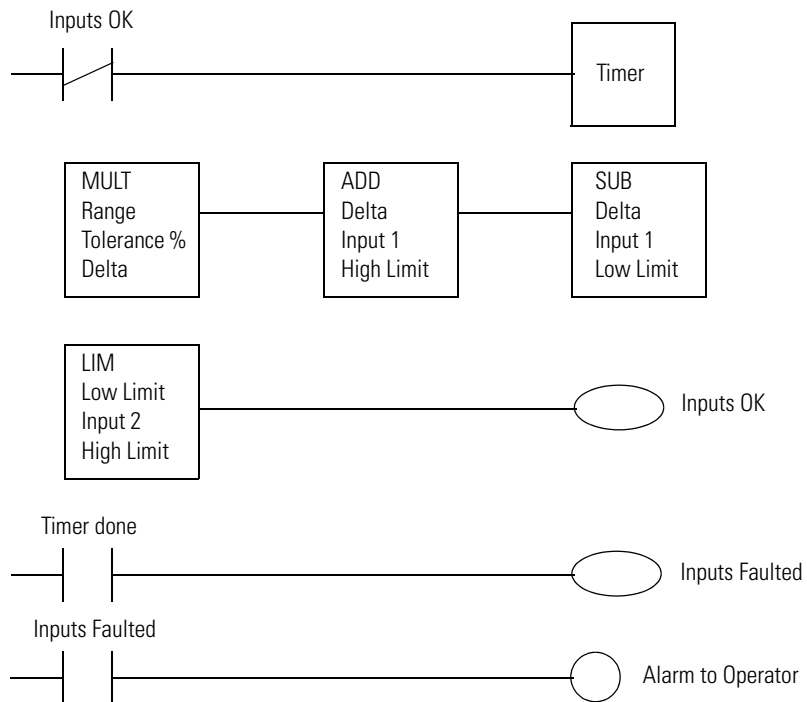 Inputs OK
Timer
MULT
Range
Tolerance %
Delta
ADD
Delta
Input 1
High Limit
SUB
Delta
Input 1
Low Limit
LIM
Low Limit
Input 2
High Limit
Inputs OK
Timer done
Inputs Faulted
Inputs Faulted
Alarm to Operator